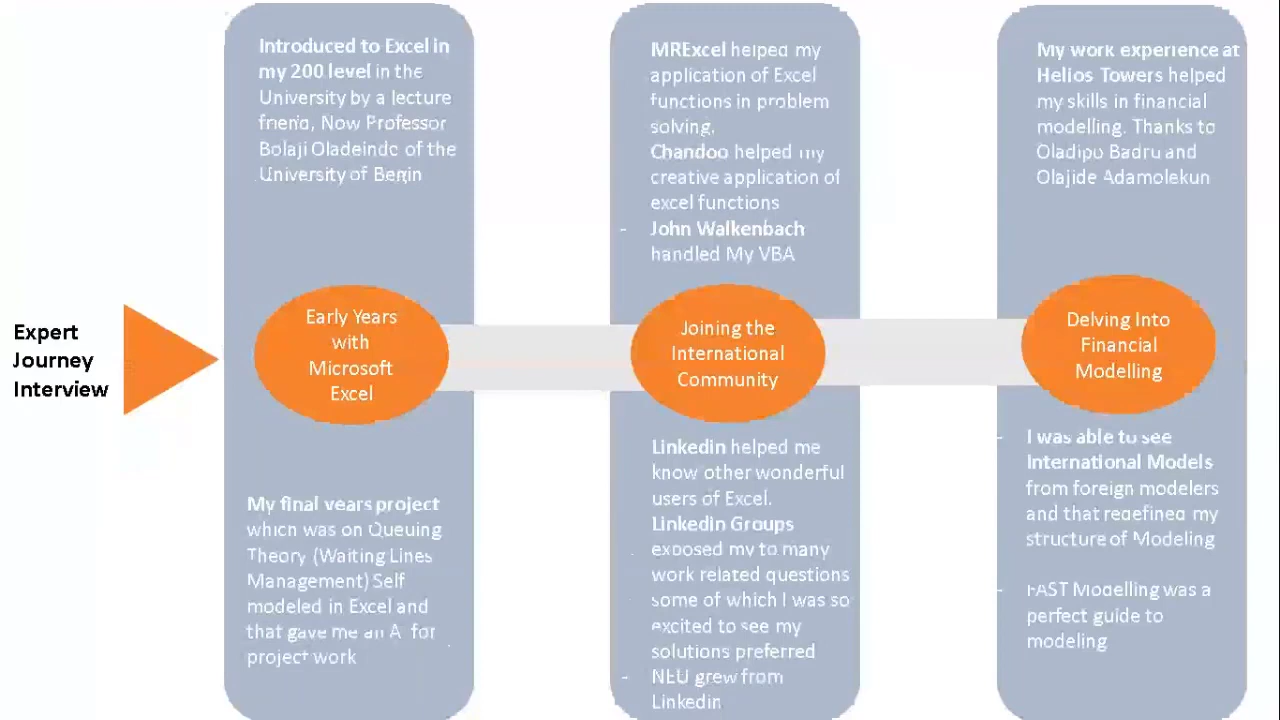 Expert
Journey
Interview
Introduced to Excel in
my 200 level in the
University by a lecture
friend, Now Professor
Bolaji Oladeindo of the
University of Benin
Early Years
with
Microsoft
Excel
My final years project
which was on Queuing
Theory (Waiting Lines
Management) Self
modeled in Excel and
that gave me an A for
project work
MRExcel helped my
application of Excel
functions in problem
solving.
Chandoo helped my
creative application of
excel functions
- John Walkenbach
handled My VBA
Joining the
International
Community
Linkedin helped me
know other wonderful
users of Excel.
Linkedin Groups
exposed my to many
work related questions
some of which I was so
excited to see my
solutions preferred
- NEU grew from
Linkedin
My work experience at
Helios Towers helped
my skills in financial
modelling. Thanks to
Oladipo Badru and
Olajide Adamolekun
Delving Into
Financial
Modelling
- I was able to see
International Models
from foreign modelers
and that redefined my
structure of Modeling
- FAST Modelling was a
perfect guide to
modeling